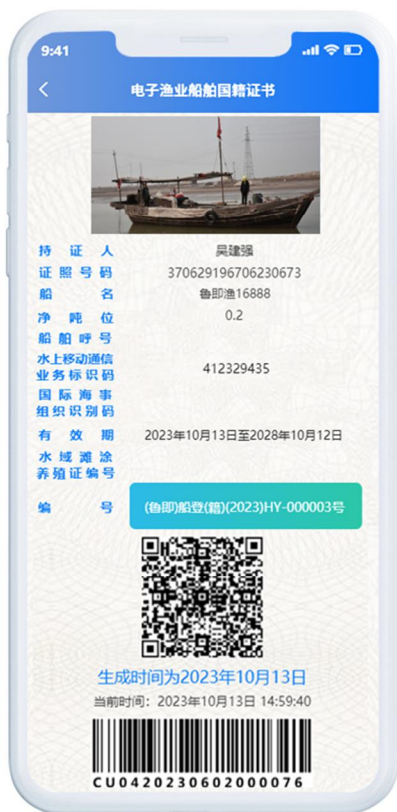 9:41
电子渔业船舶国籍证书
持证人 吴建强
证照号码 370629196706230673
船名 鲁即渔16888
净吨位 0.2
船舶呼号
水上移动通信
业务标识码 412329435
国际海事
组织识别码
有效期 2023年10月13日至2028年10月12日
水域滩涂
养殖证编号
编号 (鲁即)船登(籍)(2023)HY-000003号
生成时间为2023年10月13日
当前时间：2023年10月13日 14:59:40
CU0420230602000076